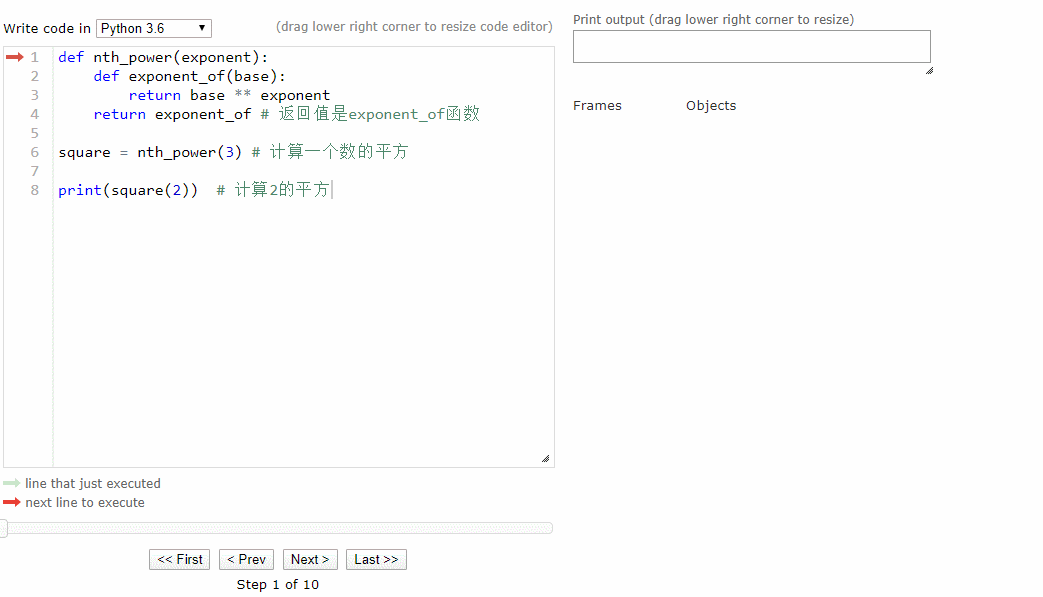 Write code in Python 3.6 (drag lower right corner to resize code editor)
1 def nth_power(exponent):
2     def exponent_of(base):
3         return base ** exponent
4     return exponent_of # 返回值是exponent_of函数
5
6 square = nth_power(3) # 计算一个数的平方
7
8 print(square(2))  # 计算2的平方
line that just executed
next line to execute
<< First < Prev Next > Last >>
Step 1 of 10
Print output (drag lower right corner to resize)
Frames Objects